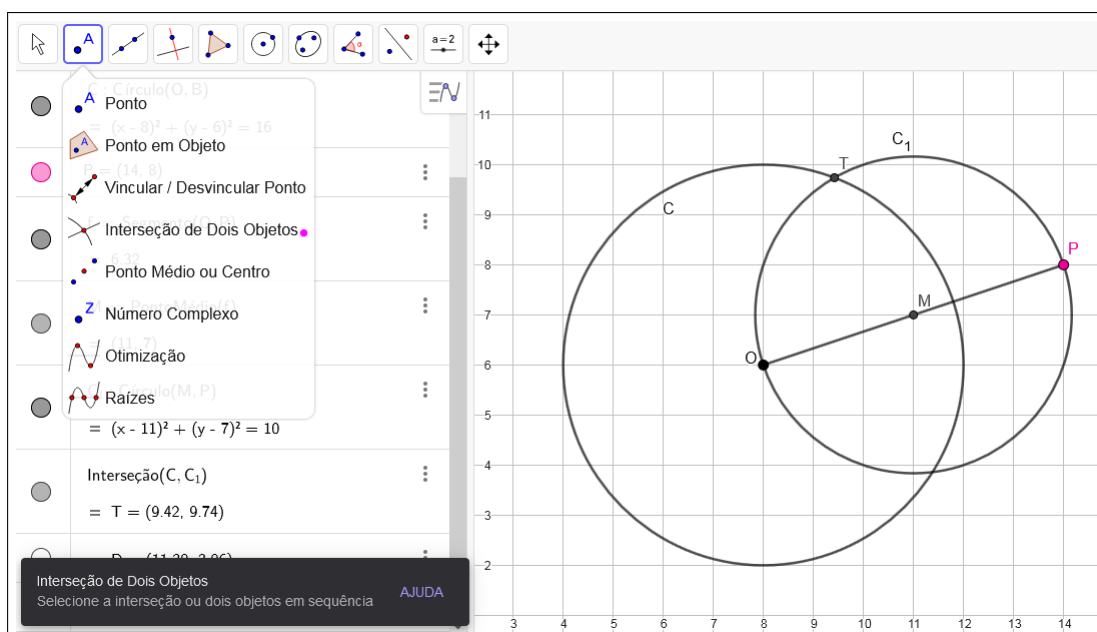 A
a=2
C : Círculo(O, B)
= (x - 8)² + (y - 6)² = 16
P = (14, 8)
Segmento(O, P)
6.32
M = PontoMédio(f)
= (11, 7)
Círculo(M, P)
= (x - 11)² + (y - 7)² = 10
Interseção(C, C₁)
= T = (9.42, 9.74)
A Ponto
A Ponto em Objeto
Vincular / Desvincular Ponto
Interseção de Dois Objetos
Ponto Médio ou Centro
Z Número Complexo
Otimização
Raízes
Interseção de Dois Objetos
Selecione a interseção ou dois objetos em sequência
AJUDA
11
10
9
8
7
6
5
4
3
2
C
C₁
T
P
M
O
3 4 5 6 7 8 9 10 11 12 13 14